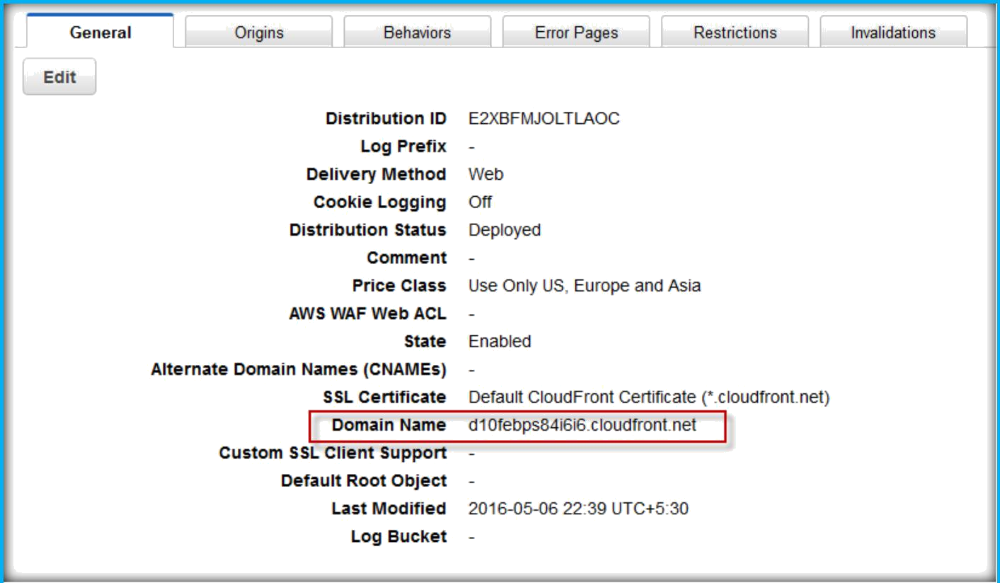 General Origins Behaviors Error Pages Restrictions Invalidations
Edit
Distribution ID E2XBFMJOLTLAOC
Log Prefix -
Delivery Method Web
Cookie Logging Off
Distribution Status Deployed
Comment -
Price Class Use Only US, Europe and Asia
AWS WAF Web ACL -
State Enabled
Alternate Domain Names (CNAMEs) -
SSL Certificate Default CloudFront Certificate (*.cloudfront.net)
Domain Name d10febps84i6i6.cloudfront.net
Custom SSL Client Support -
Default Root Object -
Last Modified 2016-05-06 22:39 UTC+5:30
Log Bucket -